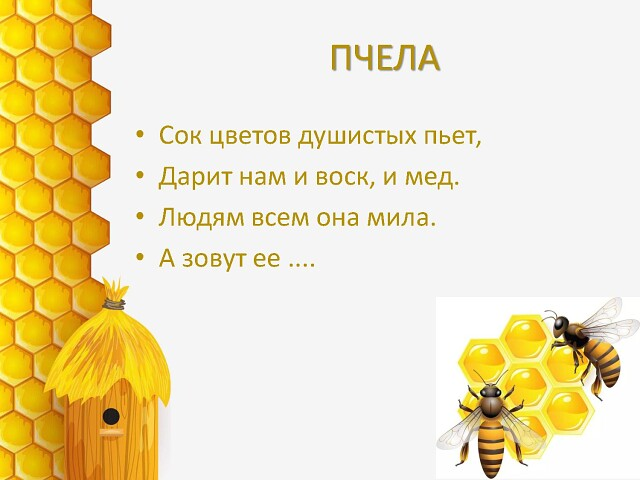 ПЧЕЛА
• Сок цветов душистых пьет,
• Дарит нам и воск, и мед.
• Людям всем она мила.
• А зовут ее ....